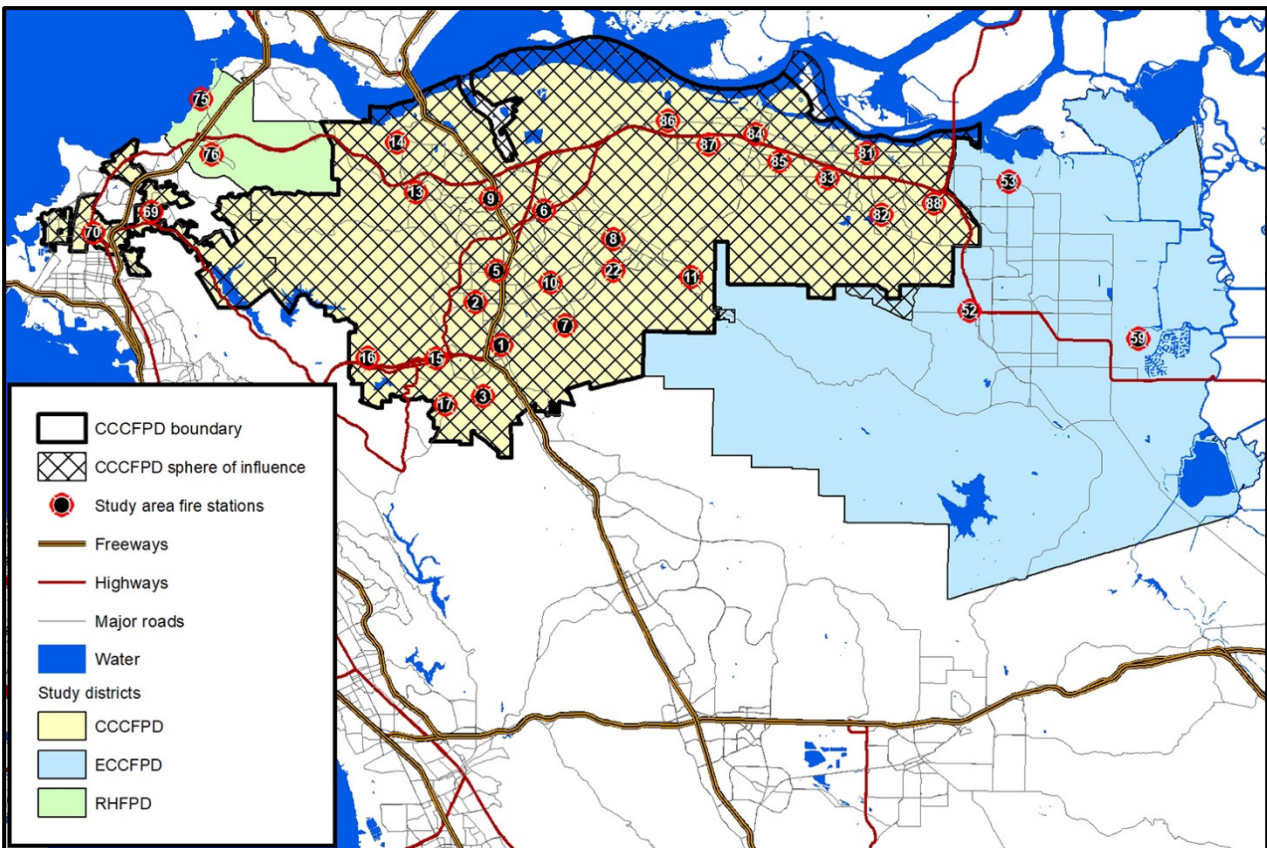 75
86
84
14
87
81
76
85
83
53
13
9
88
69
6
82
70
8
5
22
11
10
2
52
7
59
1
16
15
3
17
CCCFPD boundary
CCCFPD sphere of influence
Study area fire stations
Freeways
Highways
Major roads
Water
Study districts
CCCFPD
ECCFPD
RHFPD